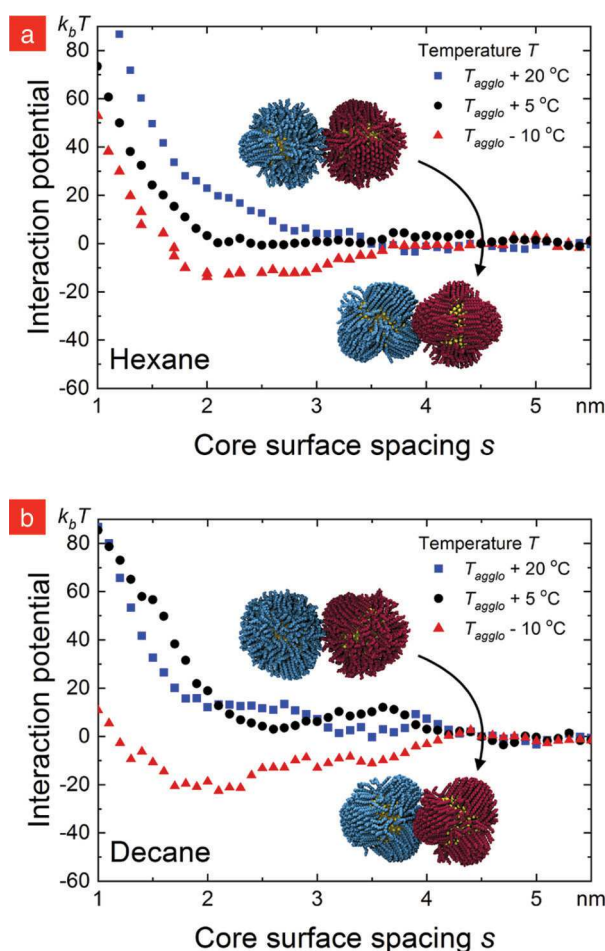 a
k_bT
Temperature T
T_agglo + 20 °C
T_agglo + 5 °C
T_agglo - 10 °C
80
60
40
20
0
-20
-40
-60
Interaction potential
Hexane
1 2 3 4 5 nm
Core surface spacing s
b
k_bT
Temperature T
T_agglo + 20 °C
T_agglo + 5 °C
T_agglo - 10 °C
80
60
40
20
0
-20
-40
-60
Interaction potential
Decane
1 2 3 4 5 nm
Core surface spacing s